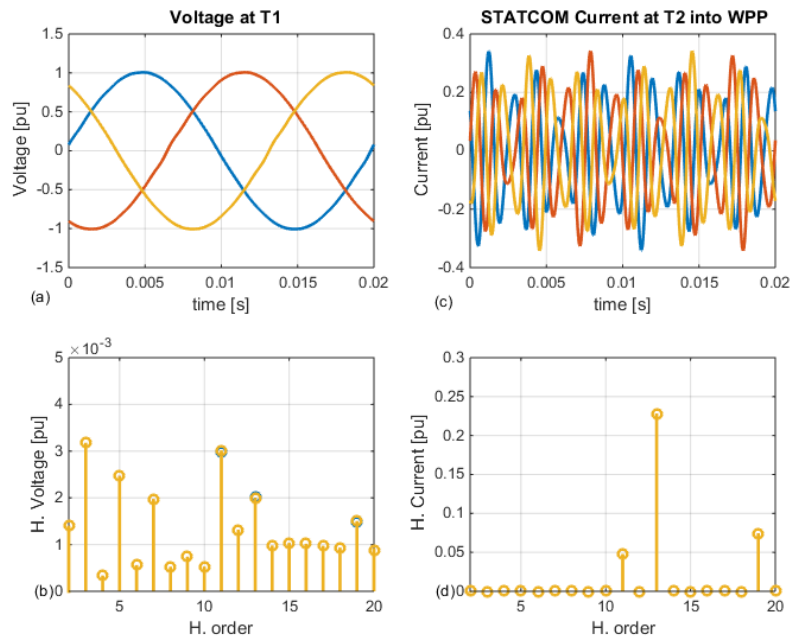 Voltage at T1
1.5
1
0.5
0
-0.5
-1
-1.5
Voltage [pu]
0 0.005 0.01 0.015 0.02
time [s]
(a)
STATCOM Current at T2 into WPP
0.4
0.2
0
-0.2
-0.4
Current [pu]
0 0.005 0.01 0.015 0.02
time [s]
(c)
5 × 10⁻³
4
3
2
1
0
H. Voltage [pu]
5 10 15 20
H. order
(b)
0.3
0.25
0.2
0.15
0.1
0.05
0
H. Current [pu]
5 10 15 20
H. order
(d)